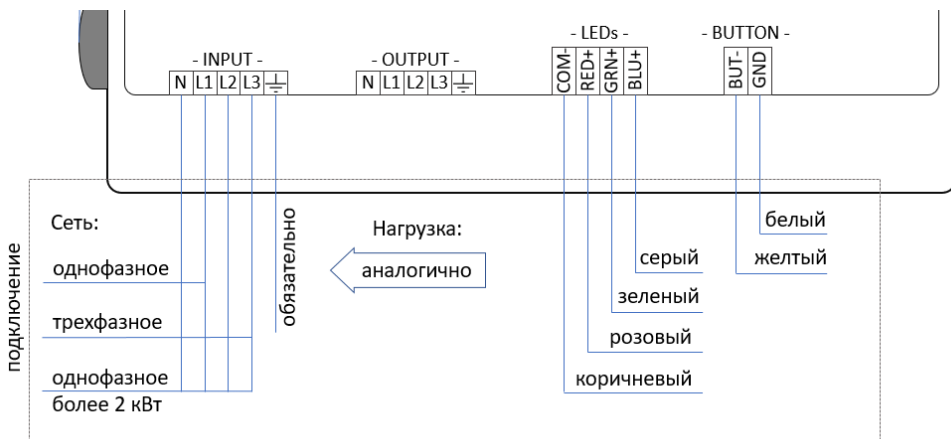 - INPUT -
N L1 L2 L3
- OUTPUT -
N L1 L2 L3
- LEDs -
COM-
RED+
GRN+
BLU+
- BUTTON -
BUT-
GND
подключение
Сеть:
однофазное
трехфазное
однофазное
более 2 кВт
обязательно
Нагрузка:
аналогично
серый
зеленый
розовый
коричневый
белый
желтый